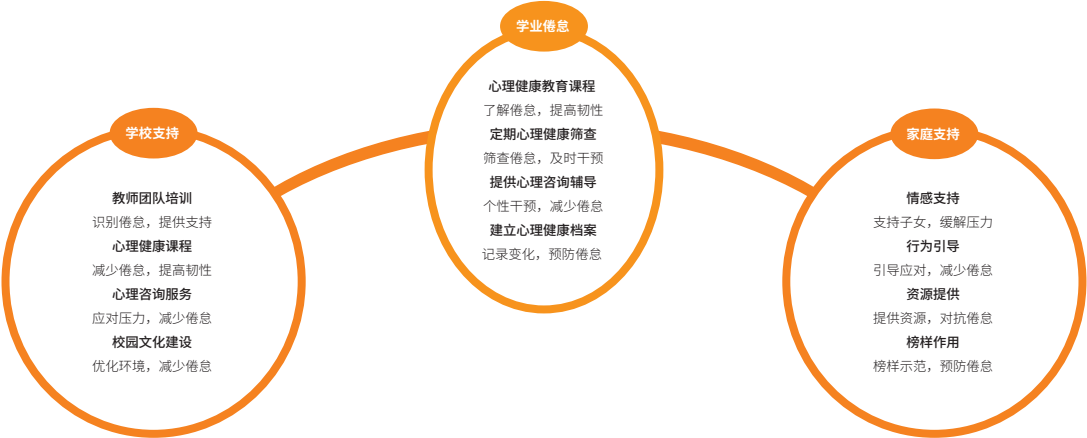 学业倦怠
心理健康教育课程
了解倦怠，提高韧性
定期心理健康筛查
筛查倦怠，及时干预
提供心理咨询辅导
个性干预，减少倦怠
建立心理健康档案
记录变化，预防倦怠
学校支持
教师团队培训
识别倦怠，提供支持
心理健康课程
减少倦怠，提高韧性
心理咨询服务
应对压力，减少倦怠
校园文化建设
优化环境，减少倦怠
家庭支持
情感支持
支持子女，缓解压力
行为引导
引导应对，减少倦怠
资源提供
提供资源，对抗倦怠
榜样作用
榜样示范，预防倦怠